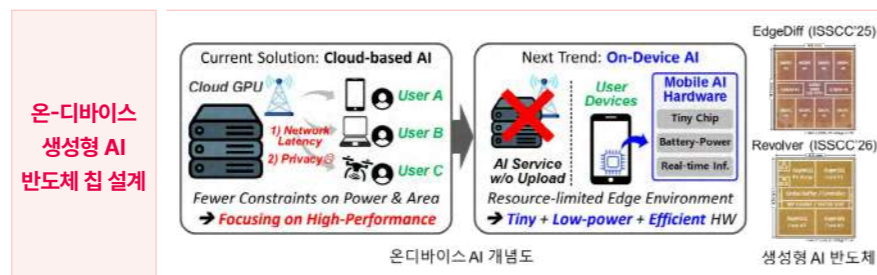 온-디바이스
생성형 AI
반도체 칩 설계
Current Solution: Cloud-based AI
Cloud GPU
User A
1) Network
Latency
User B
2) Privacy
User C
Fewer Constraints on Power & Area
→ Focusing on High-Performance
Next Trend: On-Device AI
User
Devices
Mobile AI
Hardware
Tiny Chip
Battery-Power
Real-time Inf.
AI Service
w/o Upload
Resource-limited Edge Environment
→ Tiny + Low-power + Efficient HW
온디바이스 AI 개념도
EdgeDiff (ISSCC'25)
Revolver (ISSCC'26)
생성형 AI 반도체